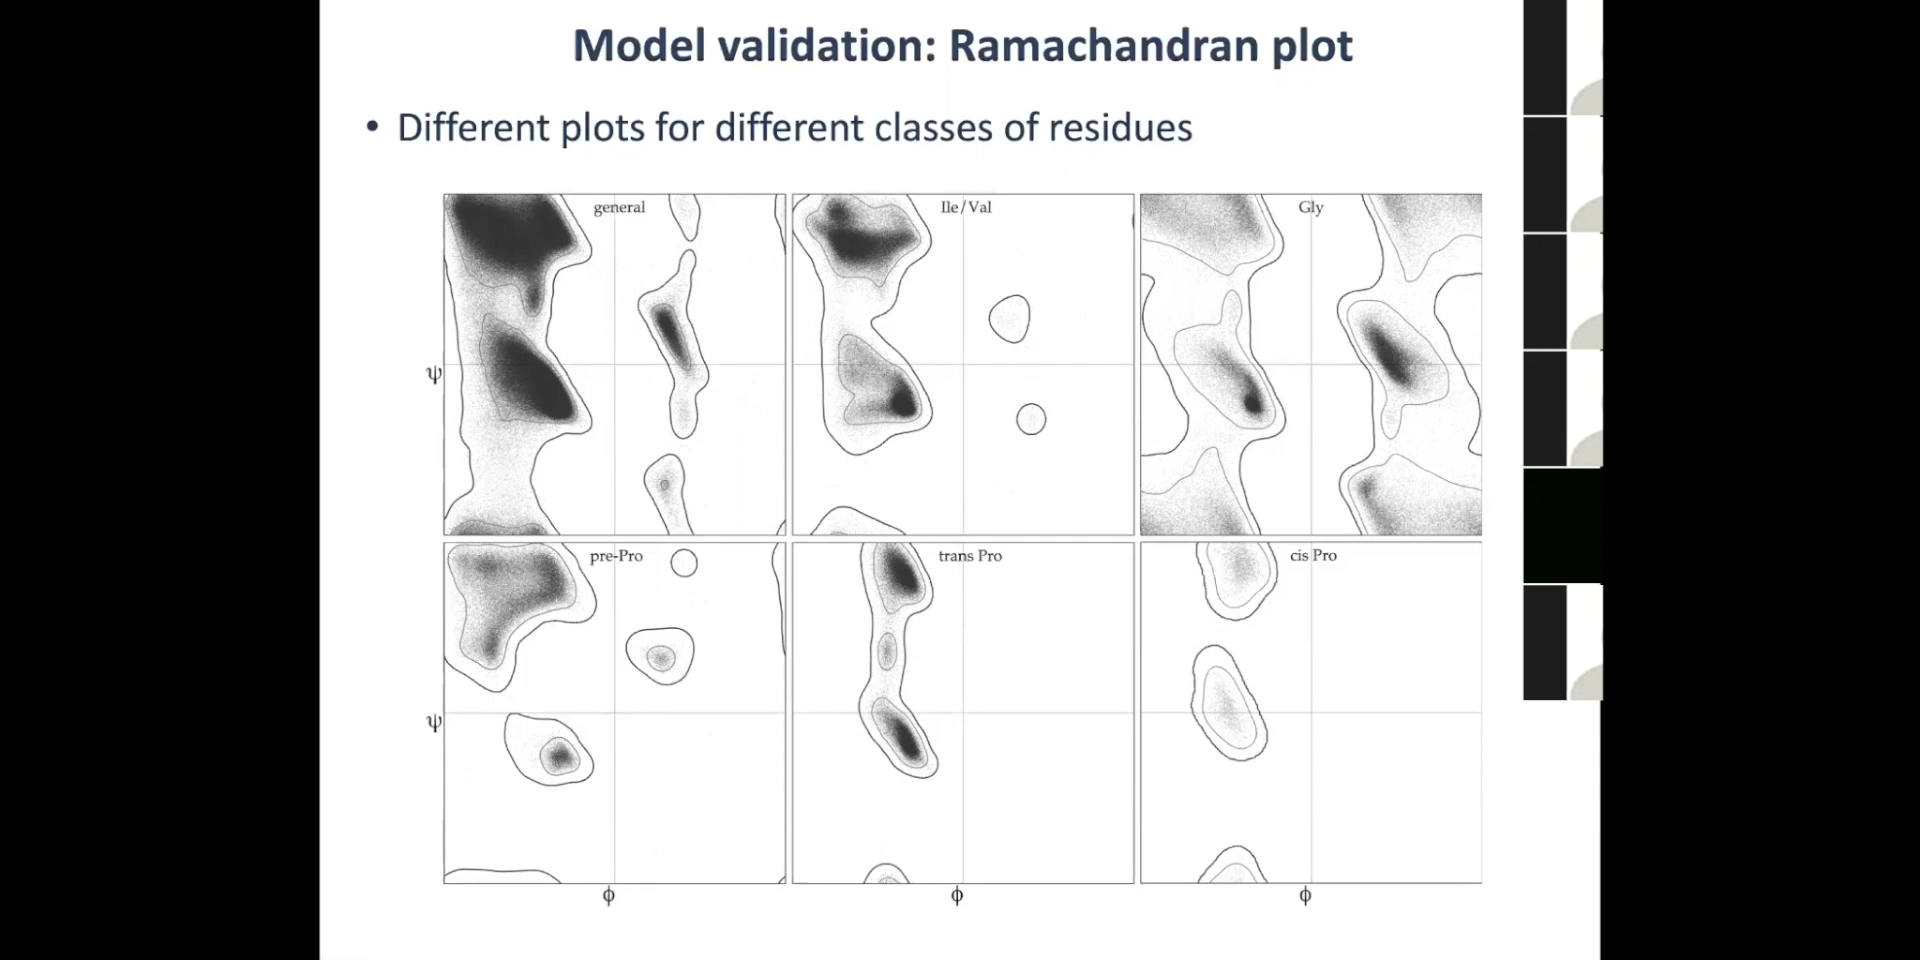 Model validation: Ramachandran plot
• Different plots for different classes of residues
general
Ile/Val
Gly
ψ
pre-Pro
trans Pro
cis Pro
ψ
ϕ
ϕ
ϕ